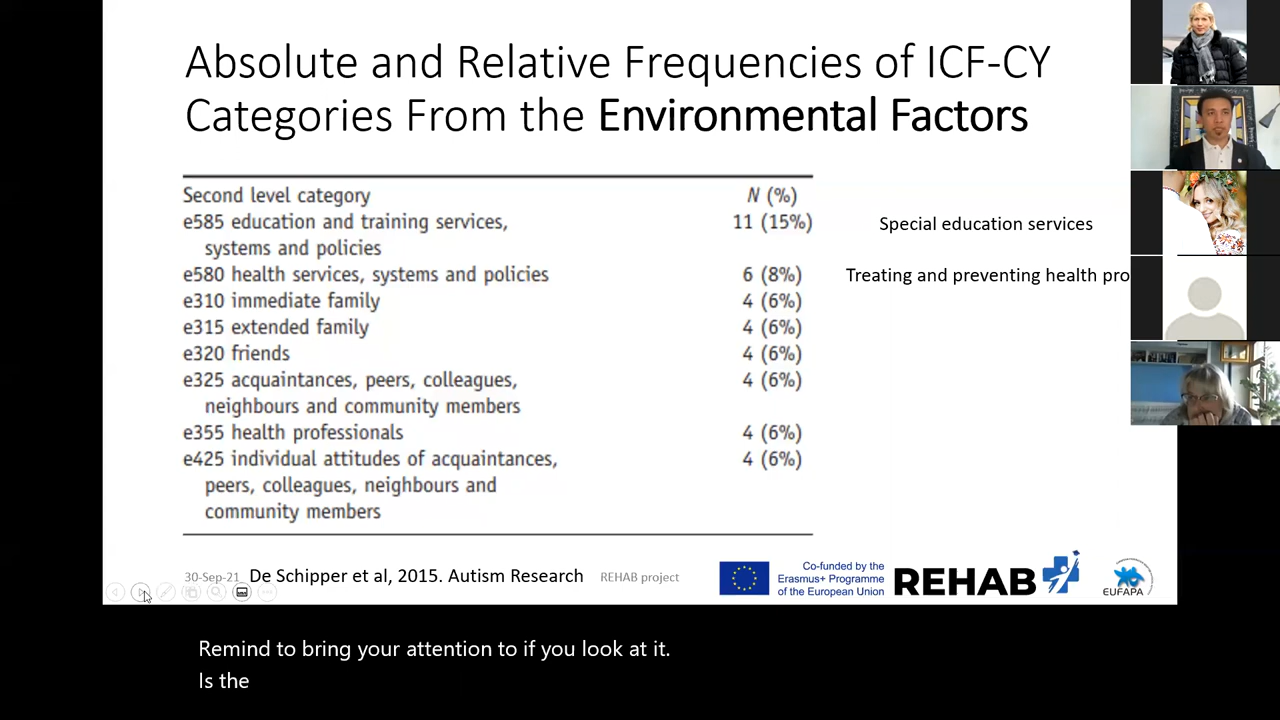 Absolute and Relative Frequencies of ICF-CY
Categories From the Environmental Factors
Second level category N (%)
e585 education and training services, 11 (15%) Special education services
systems and policies
e580 health services, systems and policies 6 (8%) Treating and preventing health pro
e310 immediate family 4 (6%)
e315 extended family 4 (6%)
e320 friends 4 (6%)
e325 acquaintances, peers, colleagues, 4 (6%)
neighbours and community members
e355 health professionals 4 (6%)
e425 individual attitudes of acquaintances, 4 (6%)
peers, colleagues, neighbours and
community members
30-Sep-21 De Schipper et al, 2015. Autism Research REHAB project
Co-funded by the
Erasmus+ Programme
of the European Union
REHAB
EUFAPA
Remind to bring your attention to if you look at it.
Is the